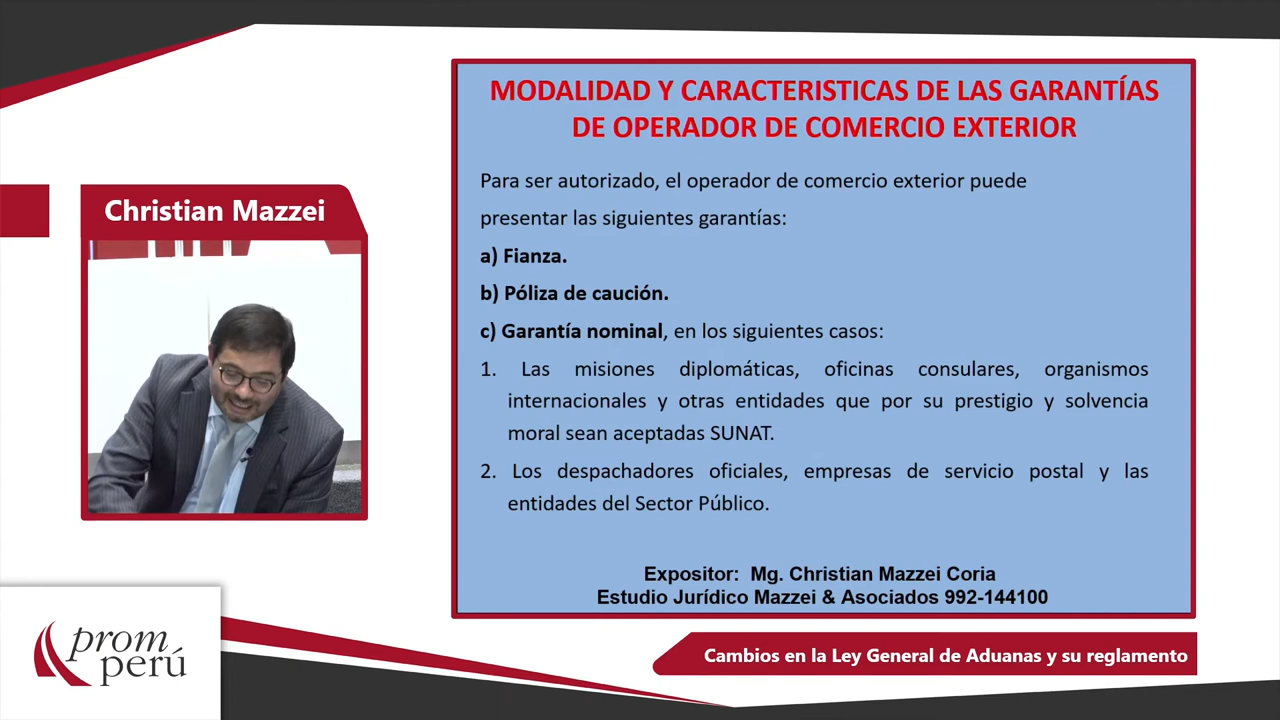 MODALIDAD Y CARACTERISTICAS DE LAS GARANTÍAS
DE OPERADOR DE COMERCIO EXTERIOR
Para ser autorizado, el operador de comercio exterior puede
presentar las siguientes garantías:
a) Fianza.
b) Póliza de caución.
c) Garantía nominal, en los siguientes casos:
1. Las misiones diplomáticas, oficinas consulares, organismos
internacionales y otras entidades que por su prestigio y solvencia
moral sean aceptadas SUNAT.
2. Los despachadores oficiales, empresas de servicio postal y las
entidades del Sector Público.
Expositor: Mg. Christian Mazzei Coria
Estudio Jurídico Mazzei & Asociados 992-144100
Christian Mazzei
prom
perú
Cambios en la Ley General de Aduanas y su reglamento